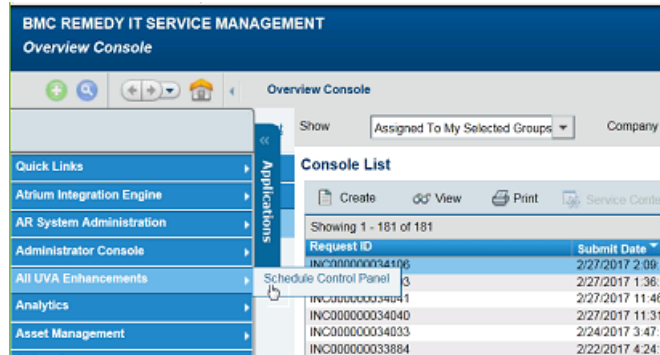 BMC REMEDY IT SERVICE MANAGEMENT
Overview Console
Overview Console
Show
Assigned To My Selected Groups
Company
Applications
Console List
Quick Links
Create
View
Print
Atrium Integration Engine
AR System Administration
Showing 1 - 181 of 181
Request ID
Submit Date
Administrator Console
INC000000034106
2/27/2017 2:09:
All UVA Enhancements
Schedule Control Panel
2/27/2017 1:36:
INC000000034041
2/27/2017 11:46
Analytics
INC000000034040
2/27/2017 11:31
Asset Management
INC000000034033
2/24/2017 3:47:
INC000000033884
2/22/2017 4:24: